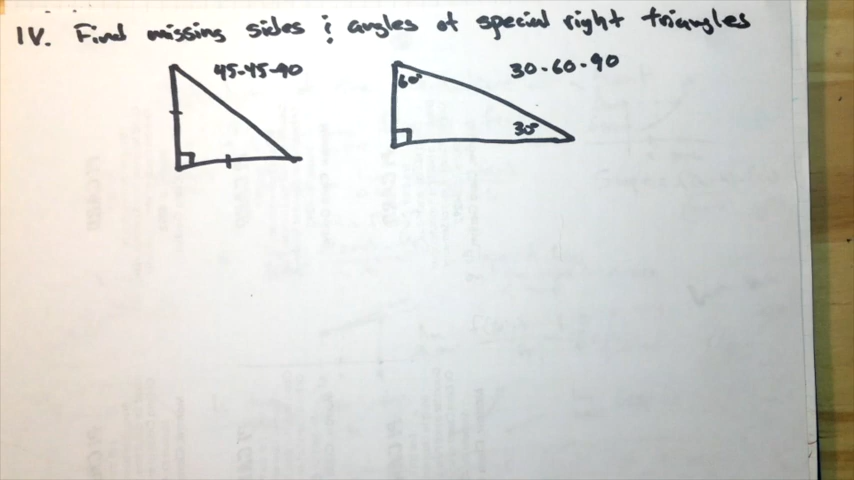 IV. Find missing sides & angles of special right triangles
45-45-90
30-60-90
60°
30°